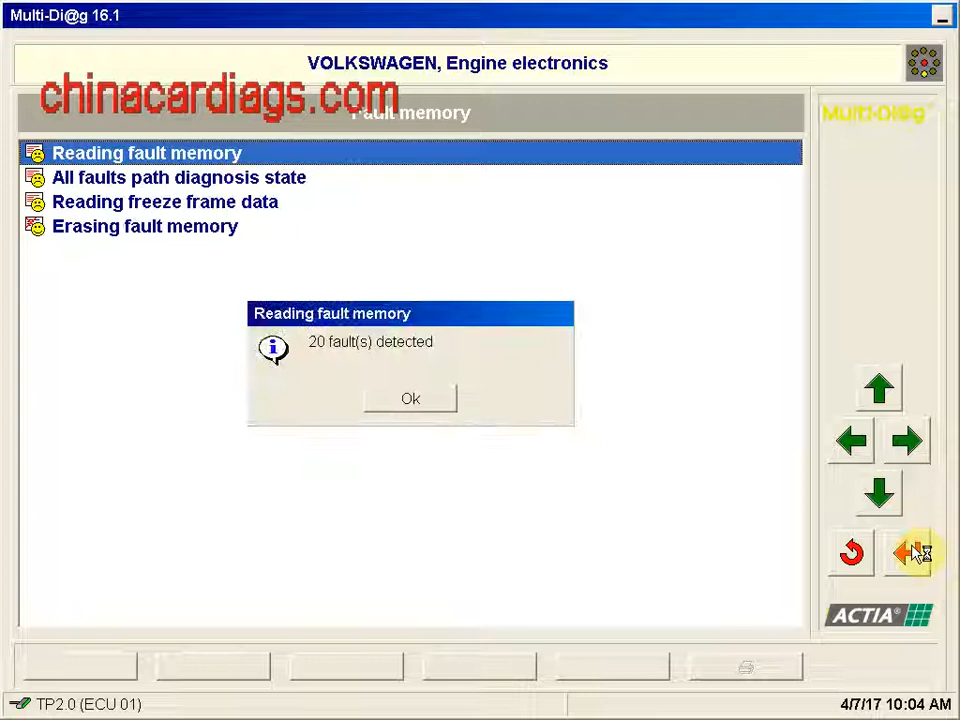 Multi-Di@g 16.1
VOLKSWAGEN, Engine electronics
chinacardiags.com
Fault memory
Multi-Di@g
Reading fault memory
All faults path diagnosis state
Reading freeze frame data
Erasing fault memory
Reading fault memory
20 fault(s) detected
Ok
ACTIA®
TP2.0 (ECU 01)
4/7/17 10:04 AM